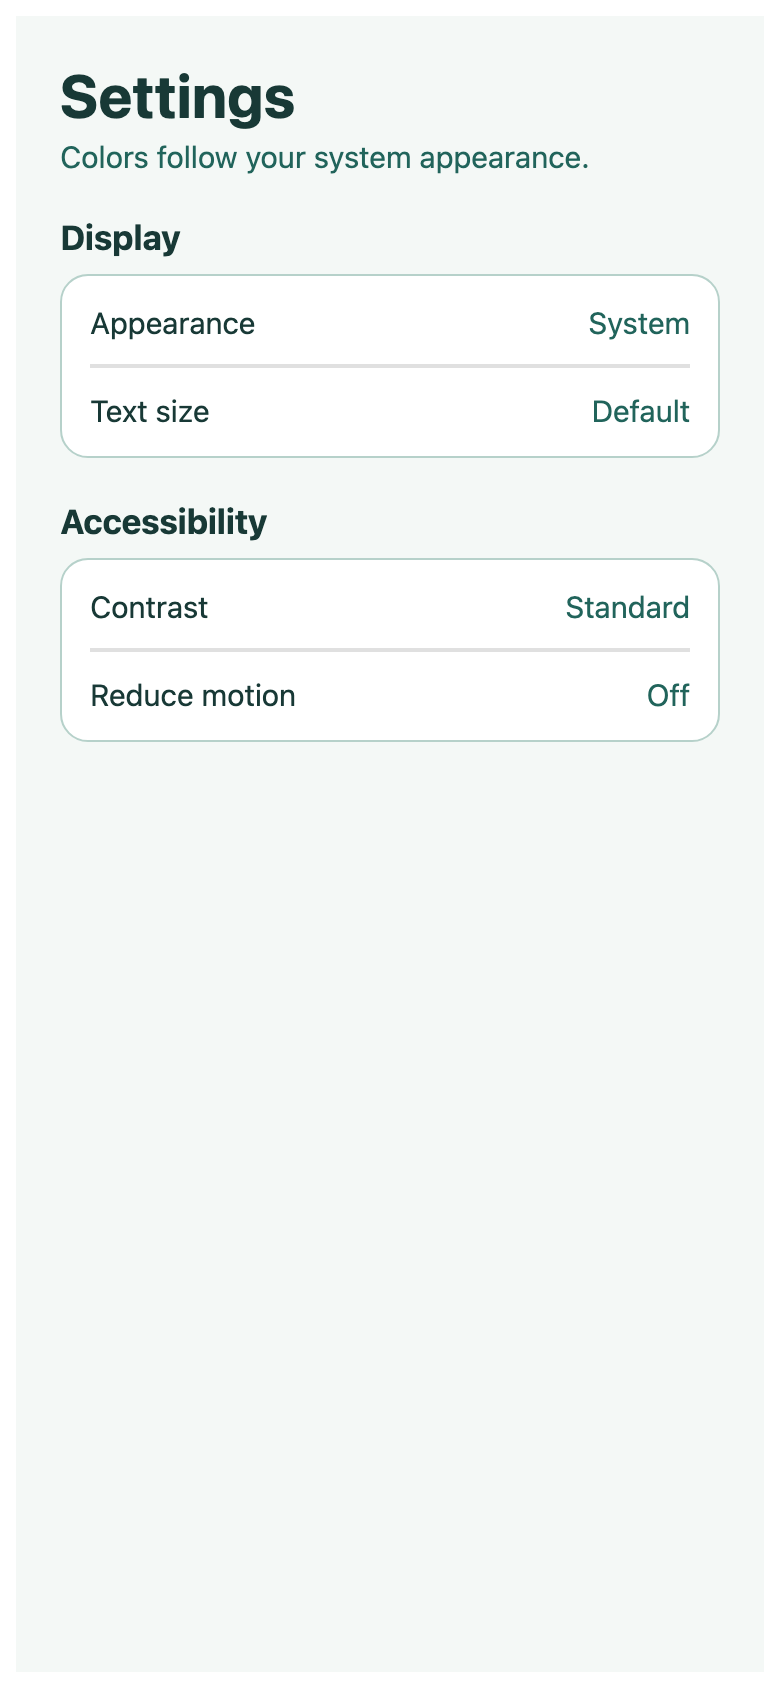 Settings
Colors follow your system appearance.
Display
Appearance System
Text size Default
Accessibility
Contrast Standard
Reduce motion Off